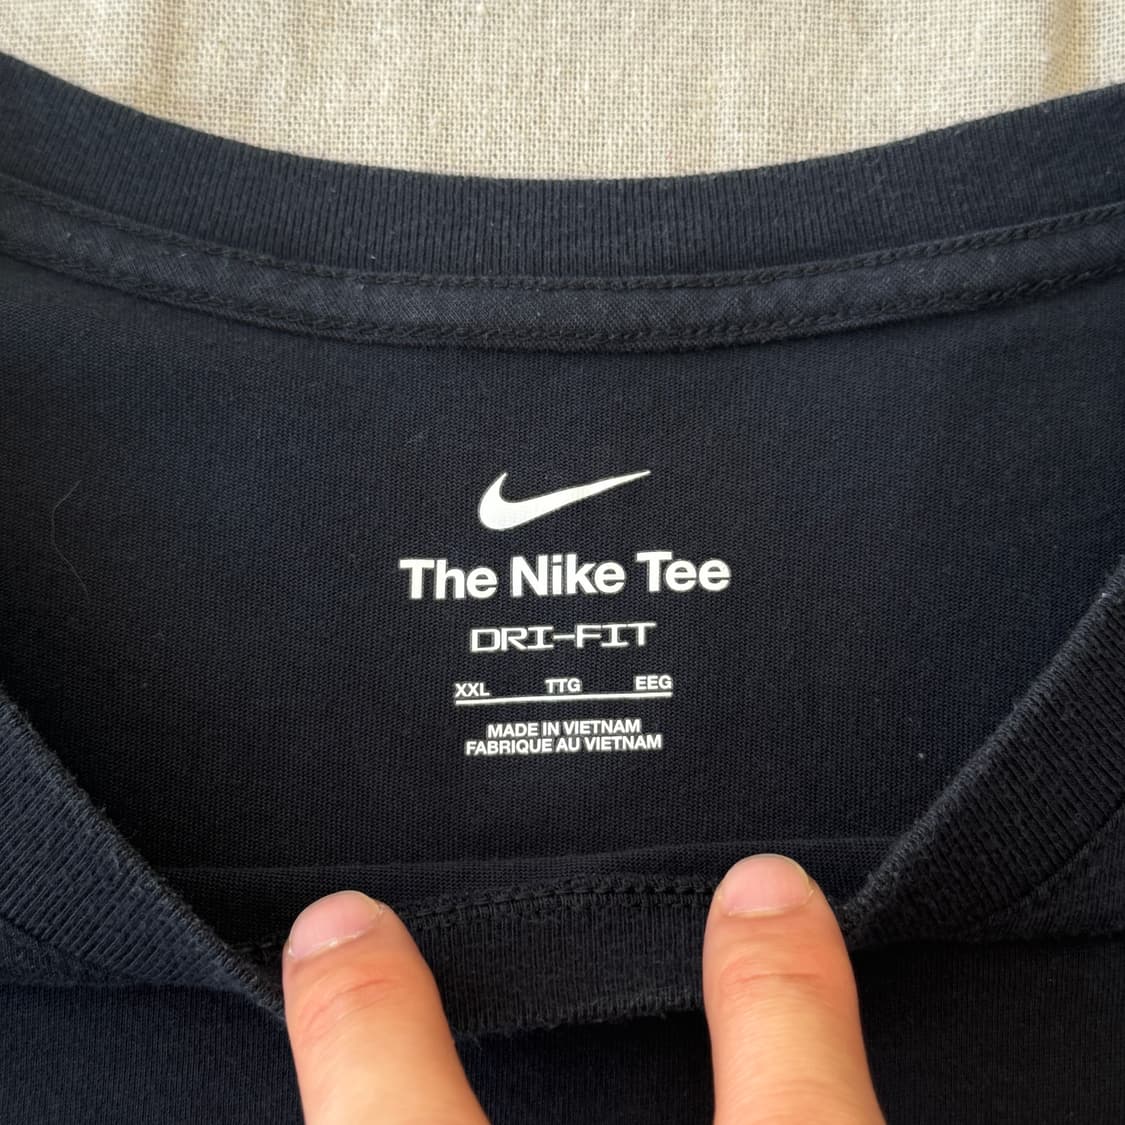 The Nike Tee
DRI-FIT
XXL TTG EEG
MADE IN VIETNAM
FABRIQUE AU VIETNAM